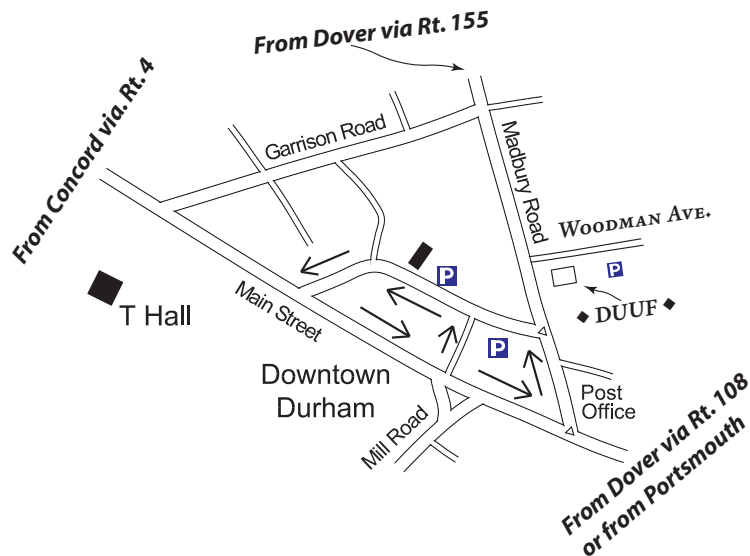 From Dover via Rt. 155
From Concord via. Rt. 4
Garrison Road
Madbury Road
Woodman Ave.
P
P
◆ DUUF ◆
T Hall
Main Street
P
Downtown
Durham
Post
Office
Mill Road
From Dover via Rt. 108
or from Portsmouth